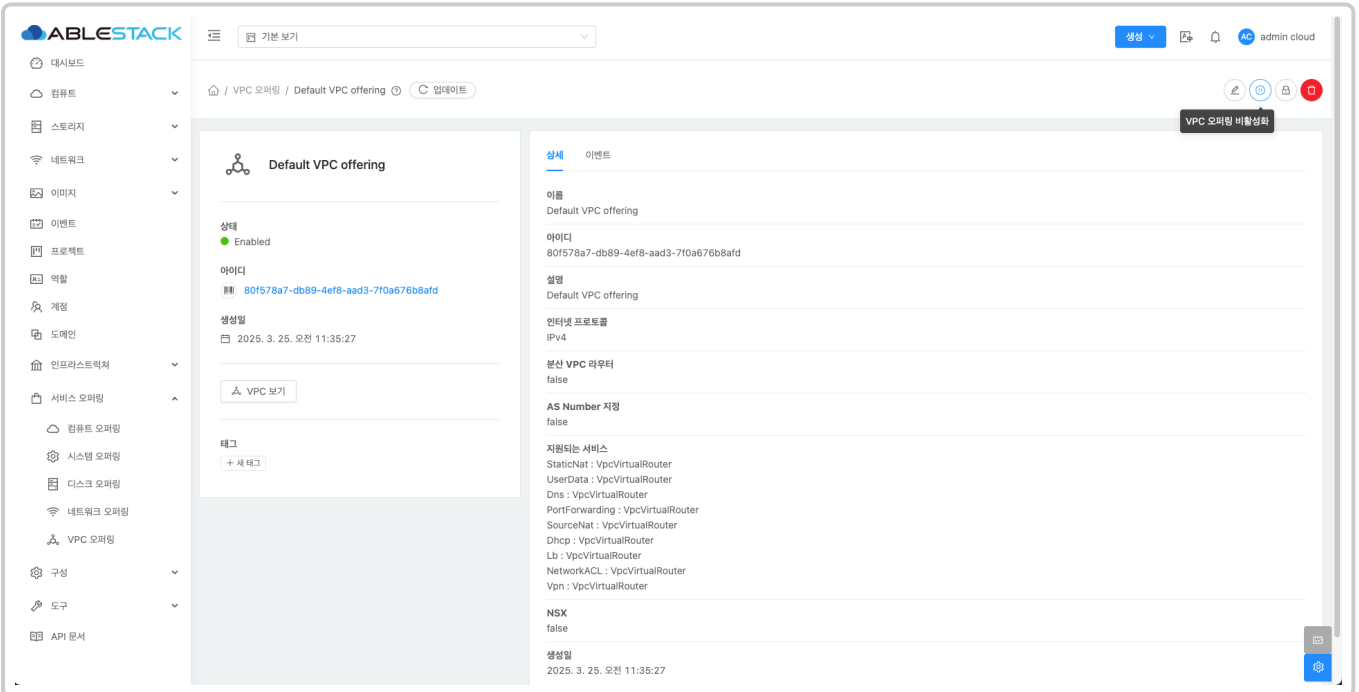 ABLESTACK
기본 보기
생성
AC admin cloud
대시보드
컴퓨트
스토리지
네트워크
이미지
이벤트
프로젝트
역할
계정
도메인
인프라스트럭쳐
서비스 오퍼링
컴퓨트 오퍼링
시스템 오퍼링
디스크 오퍼링
네트워크 오퍼링
VPC 오퍼링
구성
도구
API 문서
/ VPC 오퍼링 / Default VPC offering 업데이트
VPC 오퍼링 비활성화
Default VPC offering
상태
Enabled
아이디
80f578a7-db89-4ef8-aad3-7f0a676b8afd
생성일
2025. 3. 25. 오전 11:35:27
VPC 보기
태그
+ 새 태그
상세 이벤트
이름
Default VPC offering
아이디
80f578a7-db89-4ef8-aad3-7f0a676b8afd
설명
Default VPC offering
인터넷 프로토콜
IPv4
분산 VPC 라우터
false
AS Number 지정
false
지원되는 서비스
StaticNat : VpcVirtualRouter
UserData : VpcVirtualRouter
Dns : VpcVirtualRouter
PortForwarding : VpcVirtualRouter
SourceNat : VpcVirtualRouter
Dhcp : VpcVirtualRouter
Lb : VpcVirtualRouter
NetworkACL : VpcVirtualRouter
Vpn : VpcVirtualRouter
NSX
false
생성일
2025. 3. 25. 오전 11:35:27